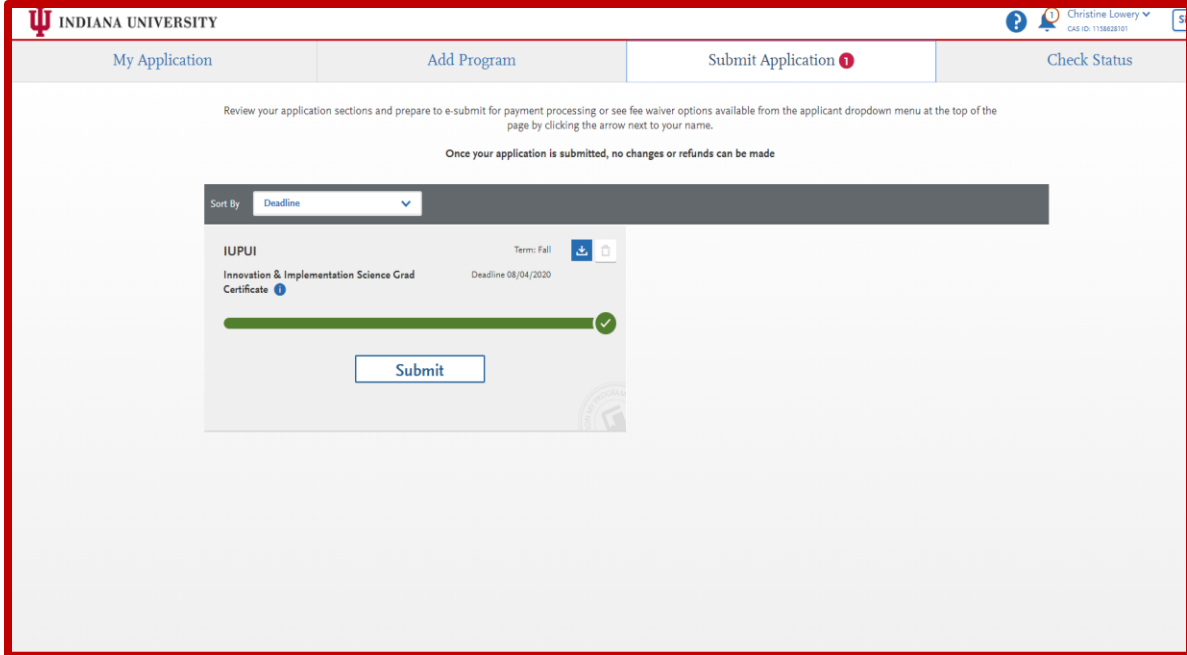 INDIANA UNIVERSITY
1
Christine Lowery
CAS ID: 1158628101
My Application
Add Program
Submit Application 1
Check Status
Review your application sections and prepare to e-submit for payment processing or see fee waiver options available from the applicant dropdown menu at the top of the
page by clicking the arrow next to your name.
Once your application is submitted, no changes or refunds can be made
Sort By
Deadline
IUPUI
Term: Fall
Innovation & Implementation Science Grad
Deadline 08/04/2020
Certificate
Submit